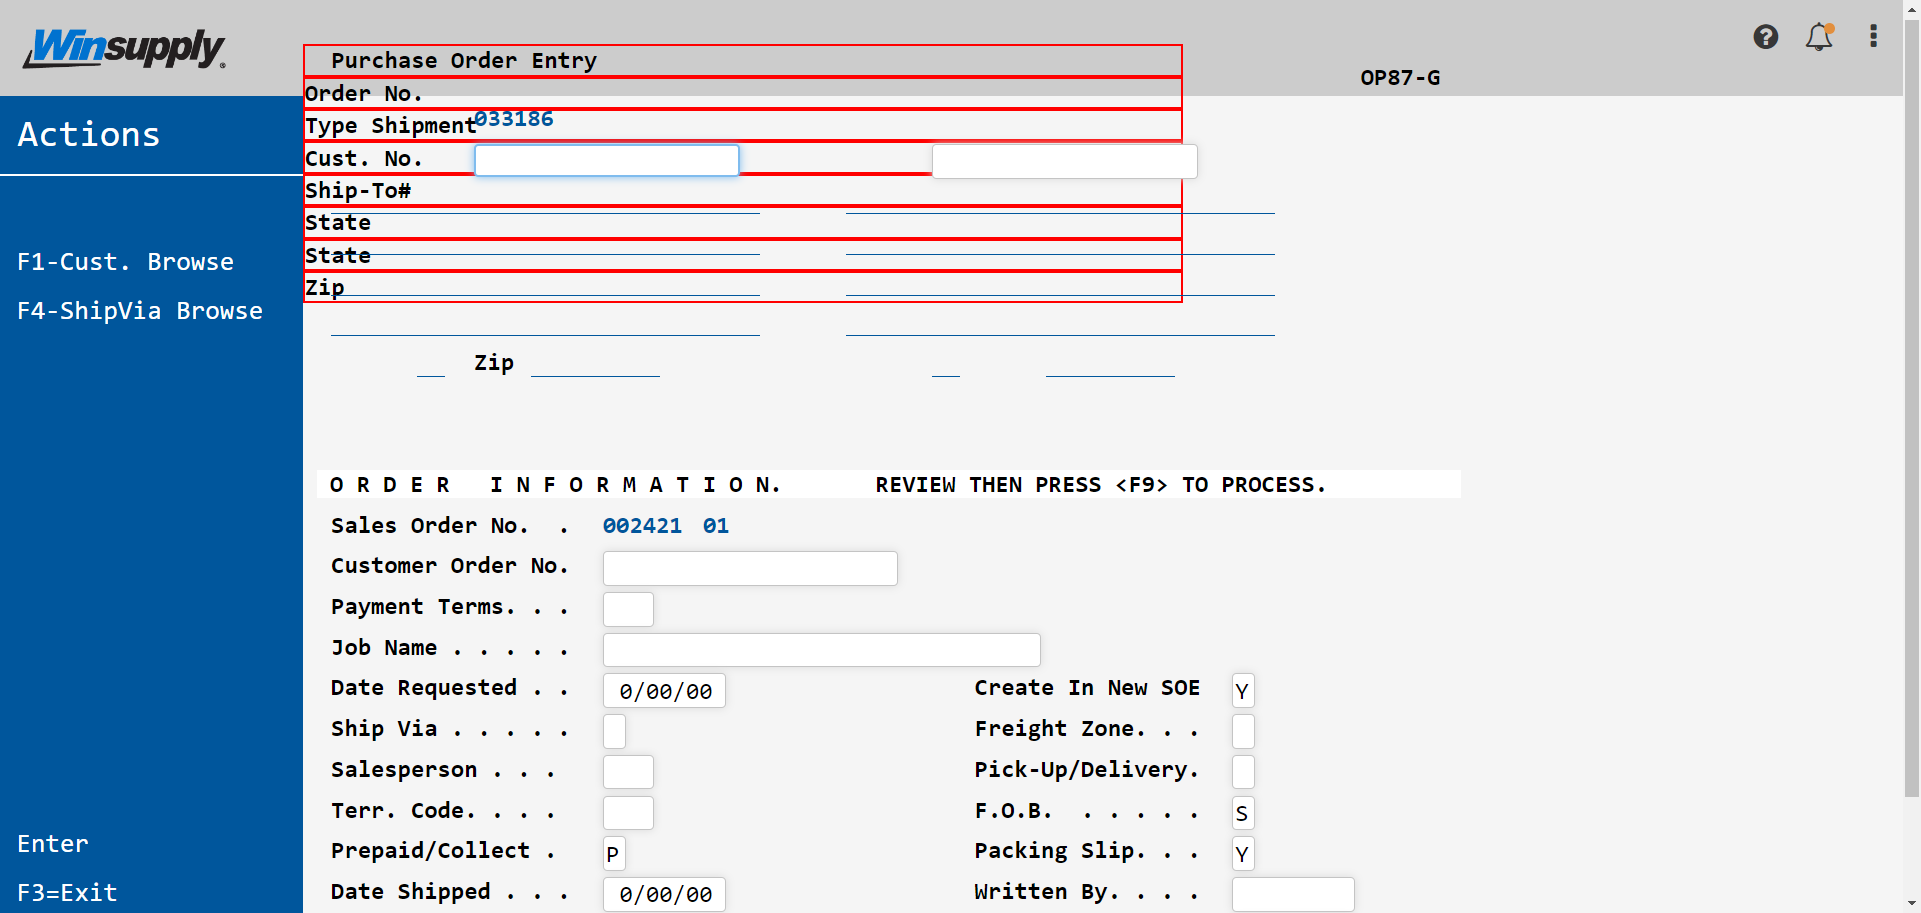 Winsupply
Purchase Order Entry
OP87-G
Order No.
Type Shipment 033186
Actions
Cust. No.
Ship-To#
State
State
F1-Cust. Browse
Zip
F4-ShipVia Browse
Zip
O R D E R   I N F O R M A T I O N.   REVIEW THEN PRESS <F9> TO PROCESS.
Sales Order No. . 002421 01
Customer Order No.
Payment Terms. . .
Job Name . . . . .
Date Requested . . 0/00/00 Create In New SOE Y
Ship Via . . . . . Freight Zone. . .
Salesperson . . . Pick-Up/Delivery.
Terr. Code. . . . F.O.B. . . . . . S
Enter
Prepaid/Collect . P Packing Slip. . . Y
F3=Exit
Date Shipped . . . 0/00/00 Written By. . . .